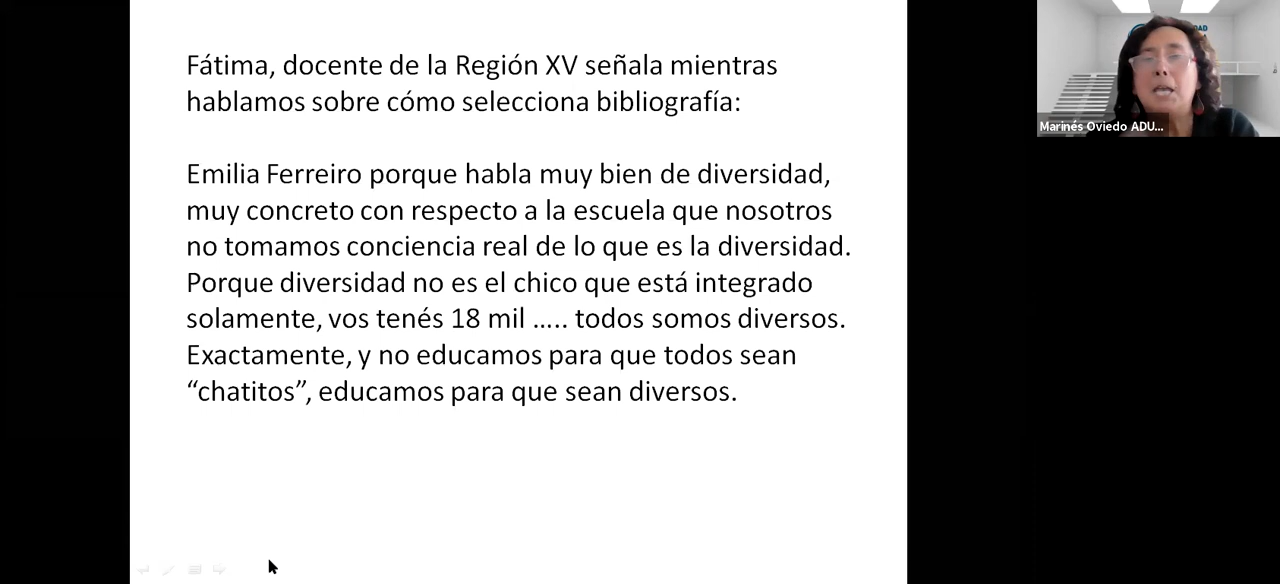 Fátima, docente de la Región XV señala mientras
hablamos sobre cómo selecciona bibliografía:
Emilia Ferreiro porque habla muy bien de diversidad,
muy concreto con respecto a la escuela que nosotros
no tomamos conciencia real de lo que es la diversidad.
Porque diversidad no es el chico que está integrado
solamente, vos tenés 18 mil ….. todos somos diversos.
Exactamente, y no educamos para que todos sean
“chatitos”, educamos para que sean diversos.
Marinés Oviedo ADU...